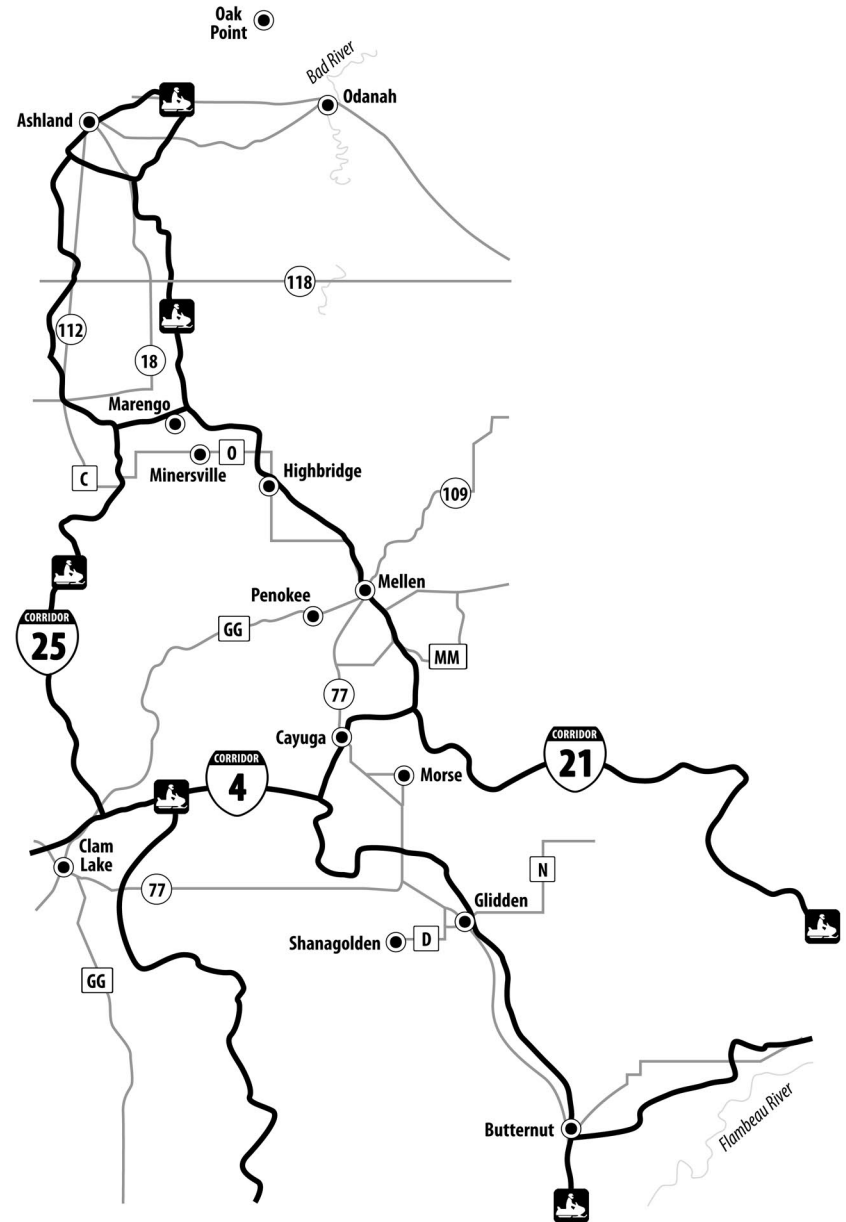 Oak
Point
Bad River
Odanah
Ashland
118
112
18
Marengo
O
Minersville
C
Highbridge
109
Mellen
Penokee
GG
CORRIDOR
25
MM
77
Cayuga
CORRIDOR
21
CORRIDOR
4
Morse
Clam
Lake
77
N
Glidden
Shanagolden
D
GG
Flambeau River
Butternut